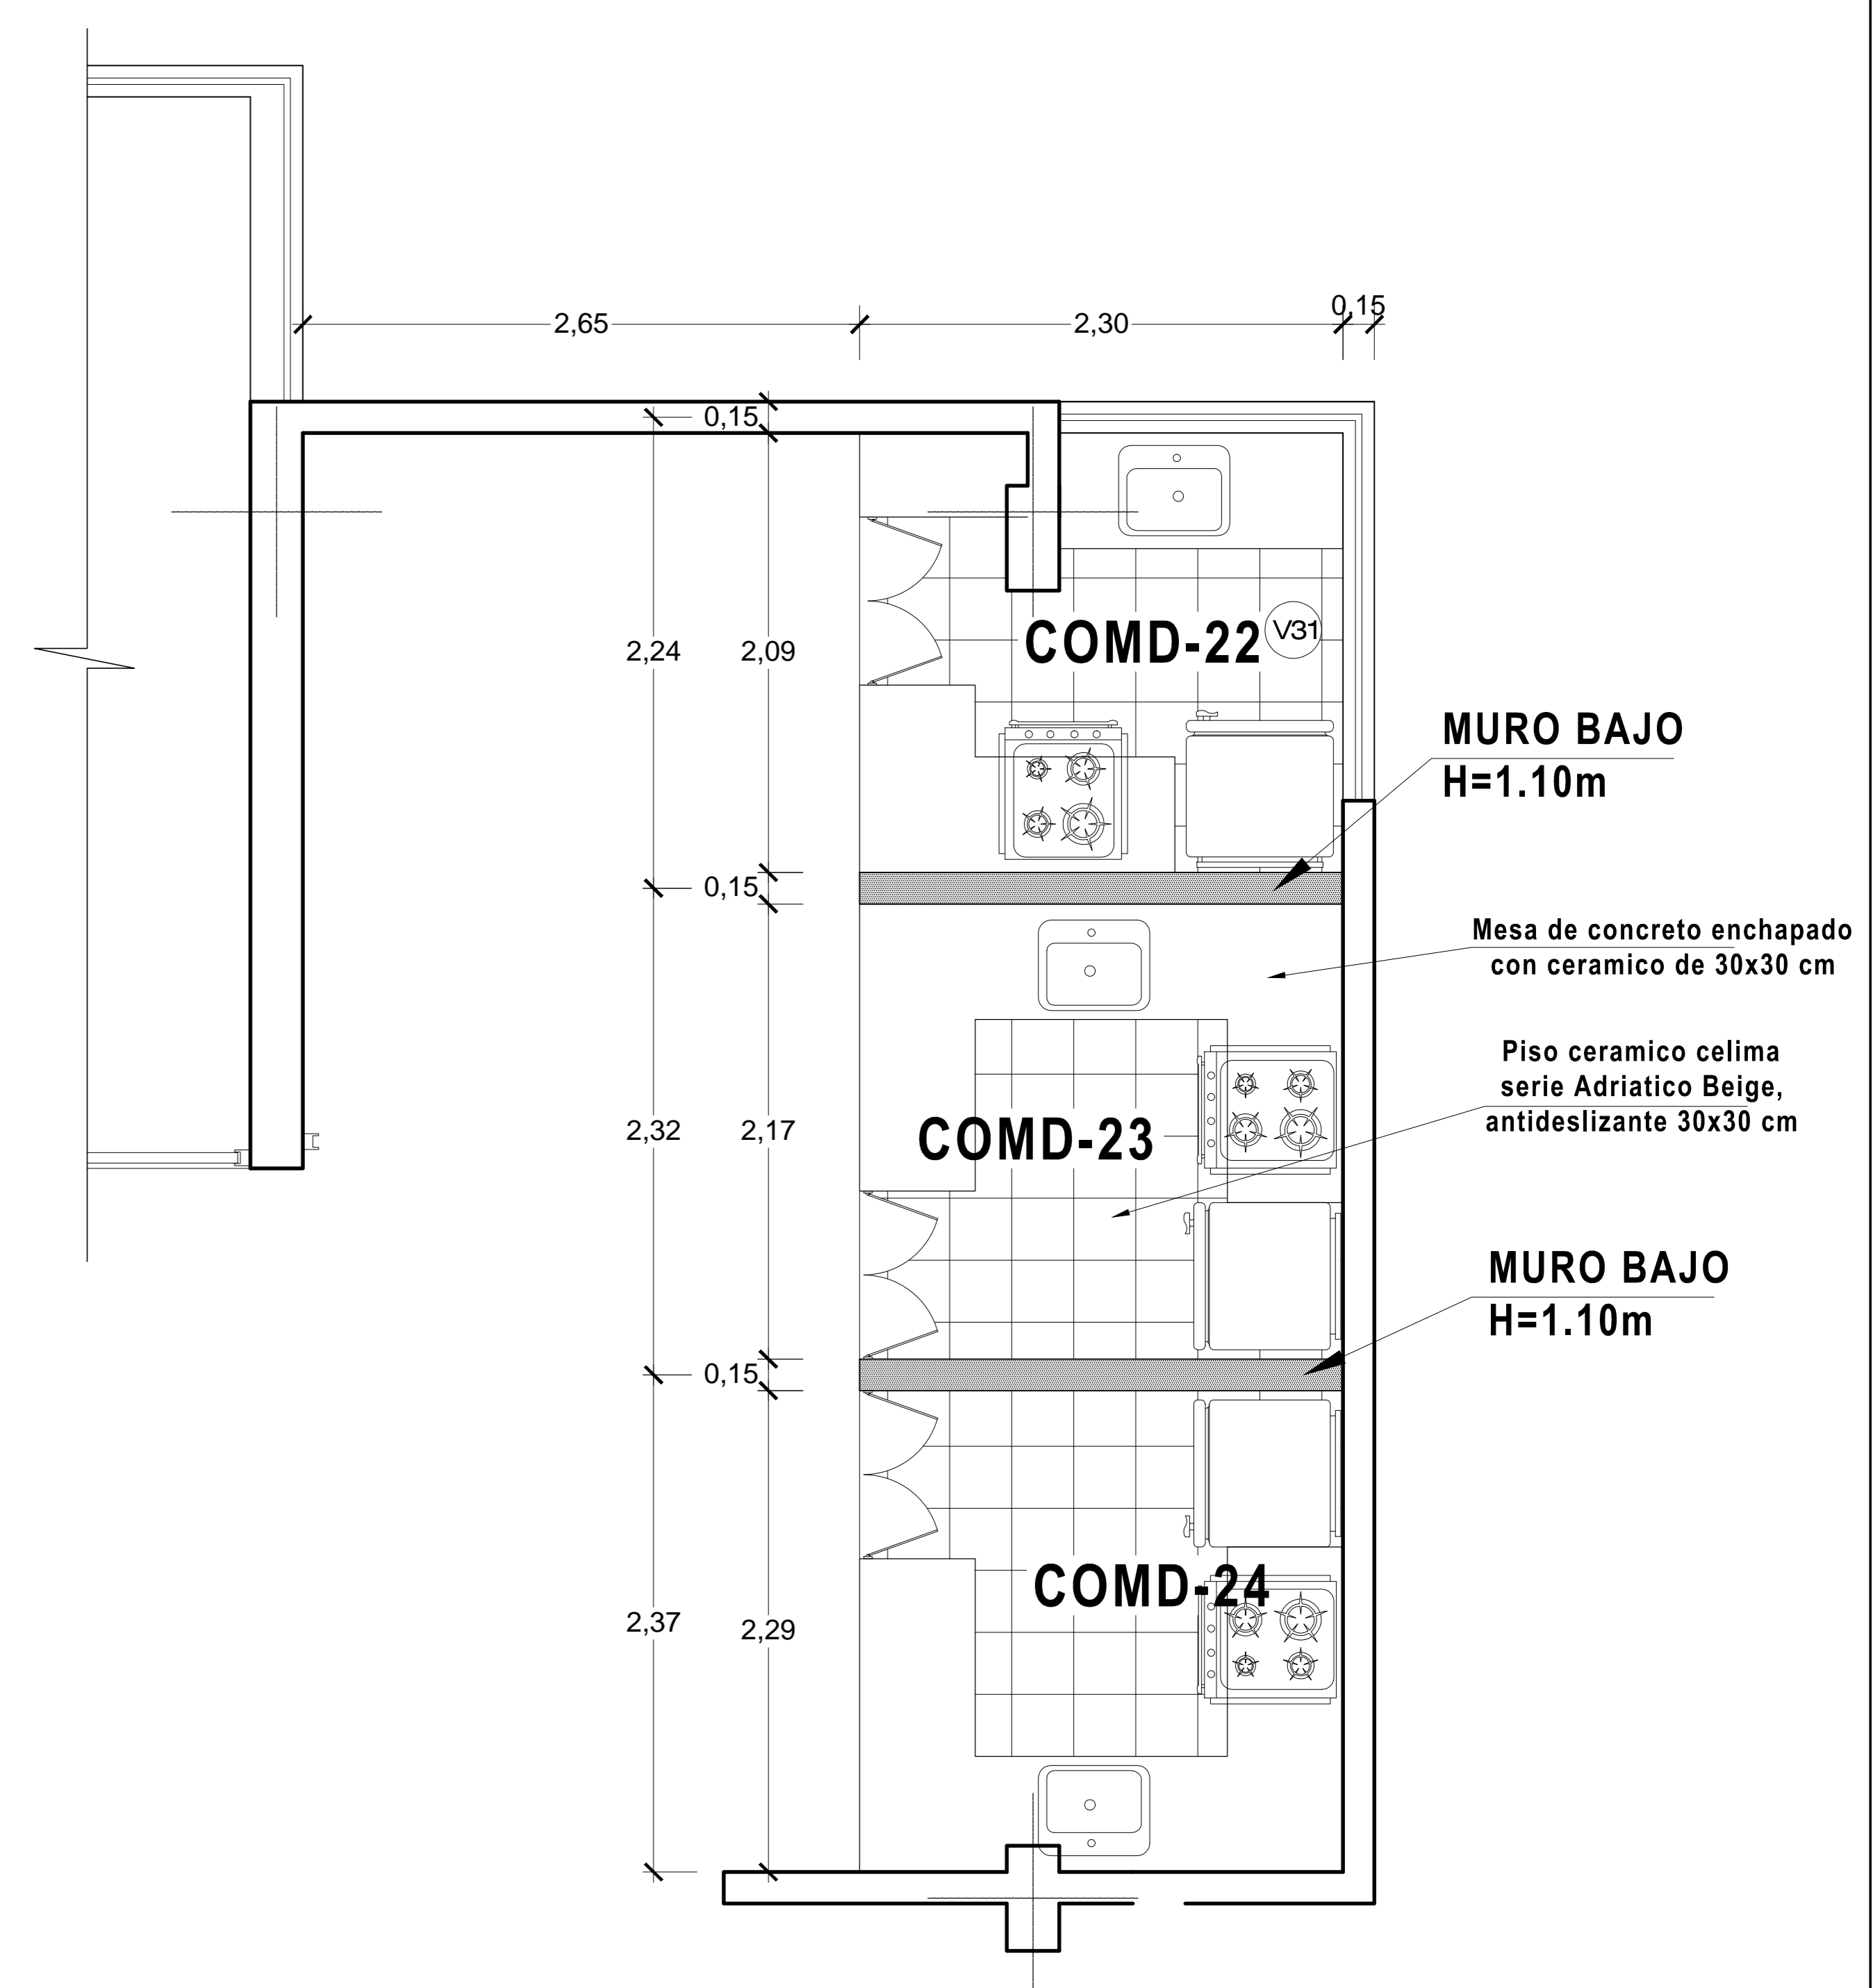 2,65
2,30
0,15
0,15
2,24
2,09
COMD-22
V31
MURO BAJO
H=1.10m
0,15
Mesa de concreto enchapado
con ceramico de 30x30 cm
Piso ceramico celima
serie Adriatico Beige,
antideslizante 30x30 cm
2,32
2,17
COMD-23
MURO BAJO
H=1.10m
0,15
COMD-24
2,37
2,29